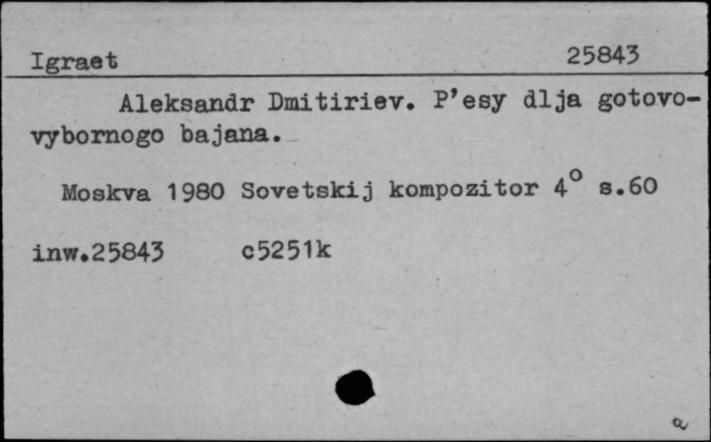 Igraet 25843
Aleksandr Dmitiriev. P'esy dlja gotovo-
vybornogo bajana.
Moskva 1980 Sovetskij kompozitor 4° s.60
inw.25843 c5251k
a